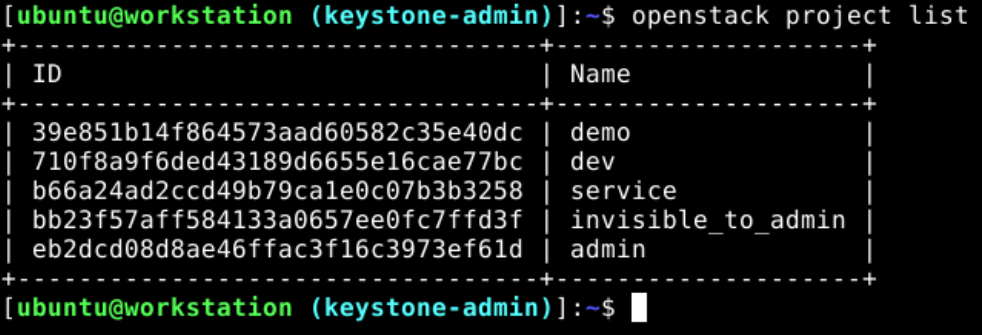 [ubuntu@workstation (keystone-admin)]:~$ openstack project list
+----------------------------------+--------------------+
| ID                               | Name               |
+----------------------------------+--------------------+
| 39e851b14f864573aad60582c35e40dc | demo               |
| 710f8a9f6ded43189d6655e16cae77bc | dev                |
| b66a24ad2ccd49b79ca1e0c07b3b3258 | service            |
| bb23f57aff584133a0657ee0fc7ffd3f | invisible_to_admin |
| eb2dcd08d8ae46ffac3f16c3973ef61d | admin              |
+----------------------------------+--------------------+
[ubuntu@workstation (keystone-admin)]:~$